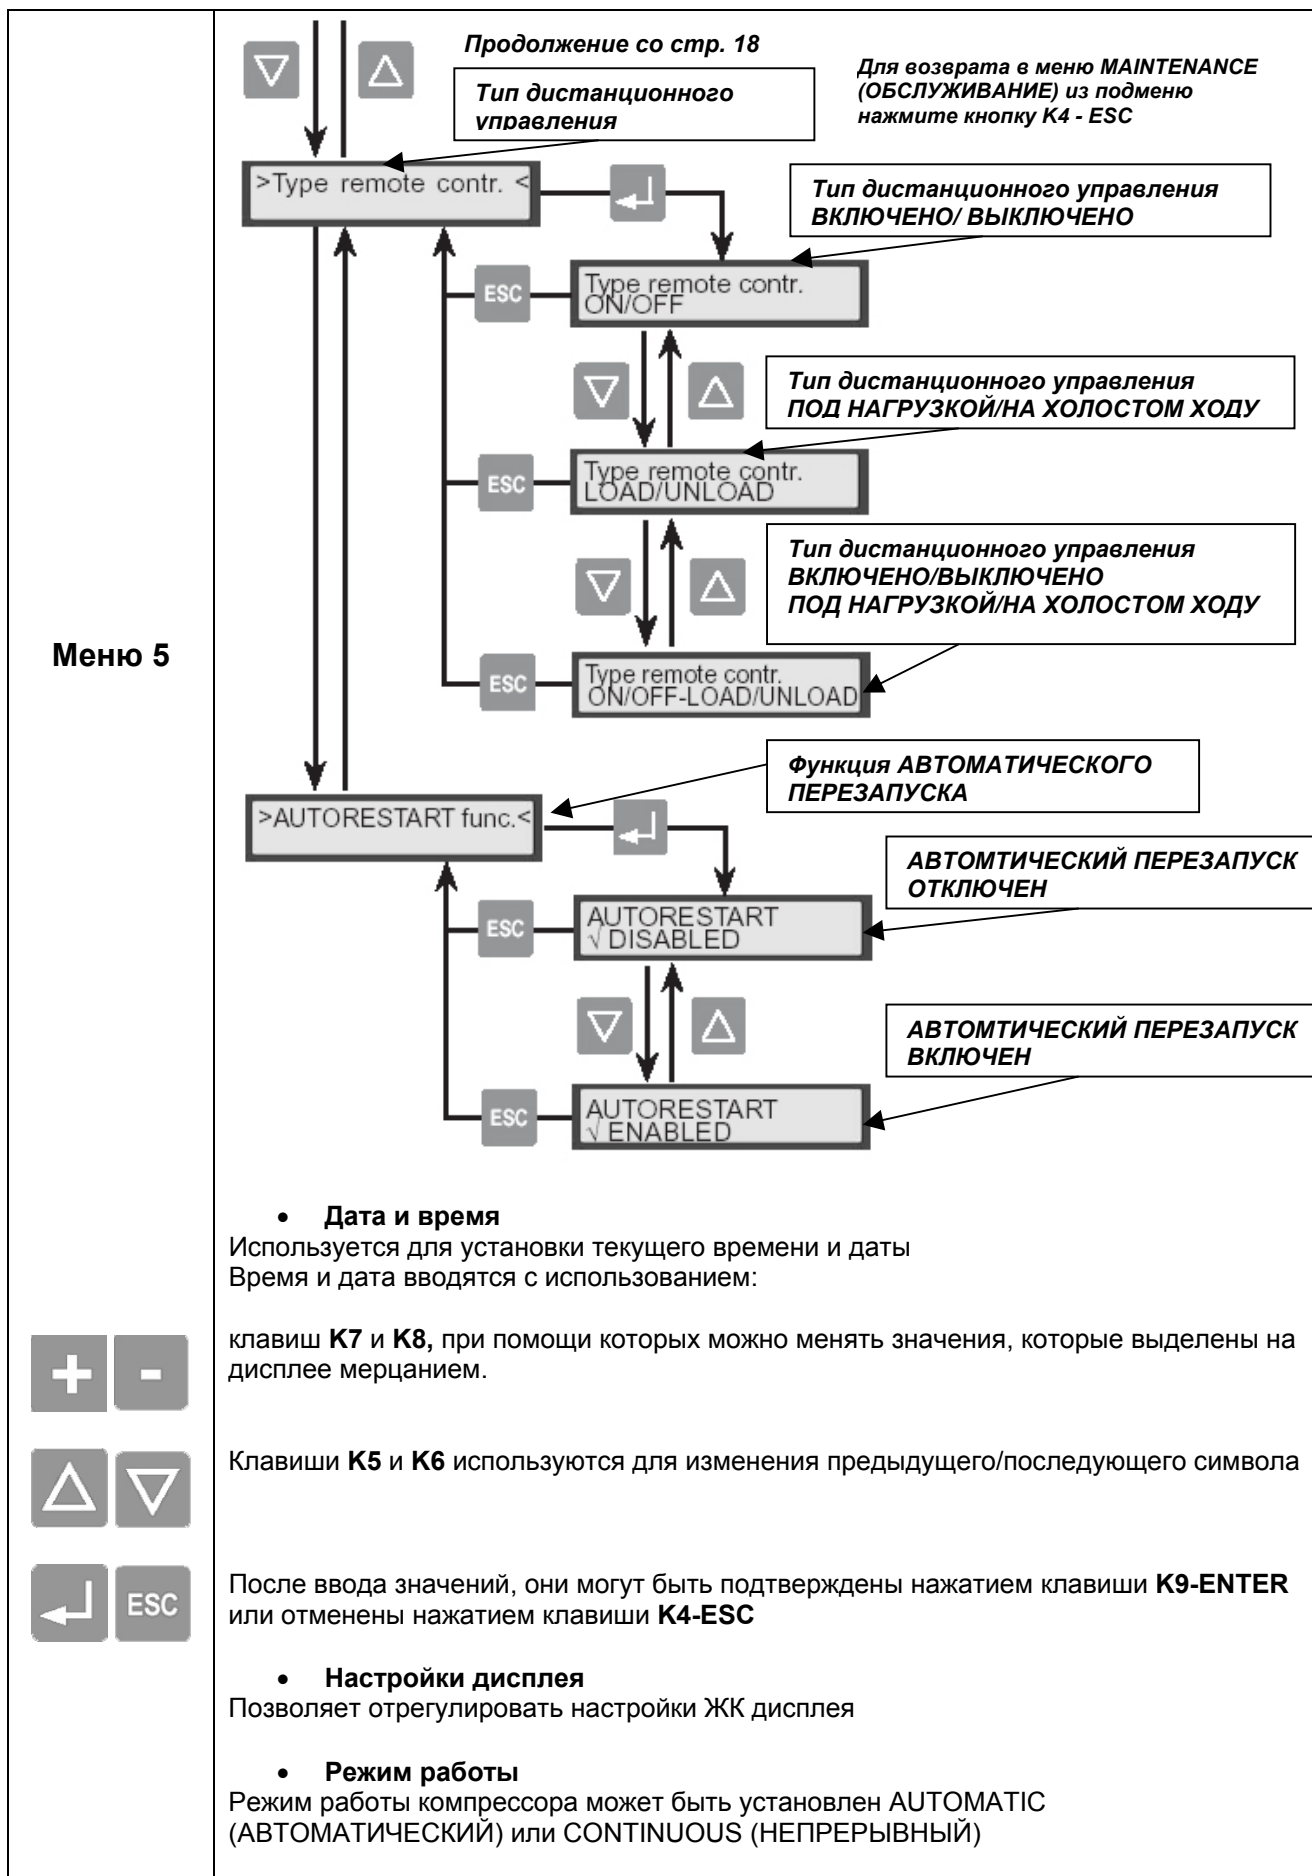 Продолжение со стр. 18
Для возврата в меню MAINTENANCE
(ОБСЛУЖИВАНИЕ) из подменю
нажмите кнопку K4 - ESC
Тип дистанционного
управления
>Type remote contr. <
Тип дистанционного управления
ВКЛЮЧЕНО/ ВЫКЛЮЧЕНО
ESC
Type remote contr.
ON/OFF
Тип дистанционного управления
ПОД НАГРУЗКОЙ/НА ХОЛОСТОМ ХОДУ
ESC
Type remote contr.
LOAD/UNLOAD
Тип дистанционного управления
ВКЛЮЧЕНО/ВЫКЛЮЧЕНО
ПОД НАГРУЗКОЙ/НА ХОЛОСТОМ ХОДУ
Меню 5
ESC
Type remote contr.
ON/OFF-LOAD/UNLOAD
Функция АВТОМАТИЧЕСКОГО
ПЕРЕЗАПУСКА
>AUTORESTART func.<
АВТОМТИЧЕСКИЙ ПЕРЕЗАПУСК
ОТКЛЮЧЕН
ESC
AUTORESTART
√ DISABLED
АВТОМТИЧЕСКИЙ ПЕРЕЗАПУСК
ВКЛЮЧЕН
ESC
AUTORESTART
√ ENABLED
• Дата и время
Используется для установки текущего времени и даты
Время и дата вводятся с использованием:
+ -
клавиш K7 и K8, при помощи которых можно менять значения, которые выделены на
дисплее мерцанием.
Клавиши K5 и K6 используются для изменения предыдущего/последующего символа
ESC
После ввода значений, они могут быть подтверждены нажатием клавиши K9-ENTER
или отменены нажатием клавиши K4-ESC
• Настройки дисплея
Позволяет отрегулировать настройки ЖК дисплея
• Режим работы
Режим работы компрессора может быть установлен AUTOMATIC
(АВТОМАТИЧЕСКИЙ) или CONTINUOUS (НЕПРЕРЫВНЫЙ)